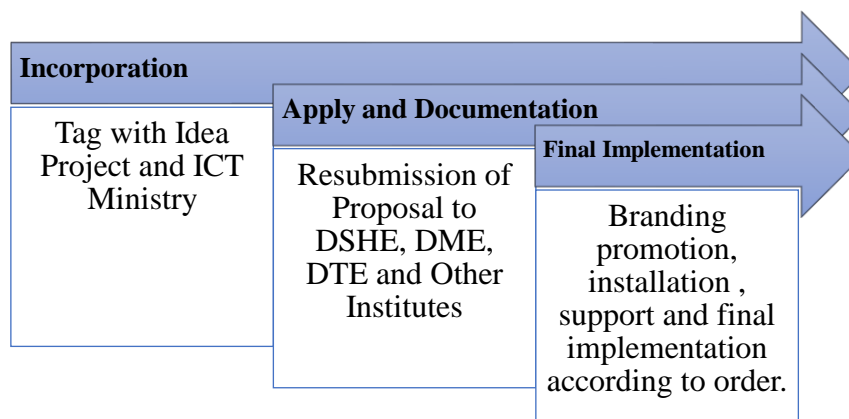 Incorporation
Tag with Idea
Project and ICT
Ministry
Apply and Documentation
Resubmission of
Proposal to
DSHE, DME,
DTE and Other
Institutes
Final Implementation
Branding
promotion,
installation ,
support and final
implementation
according to order.